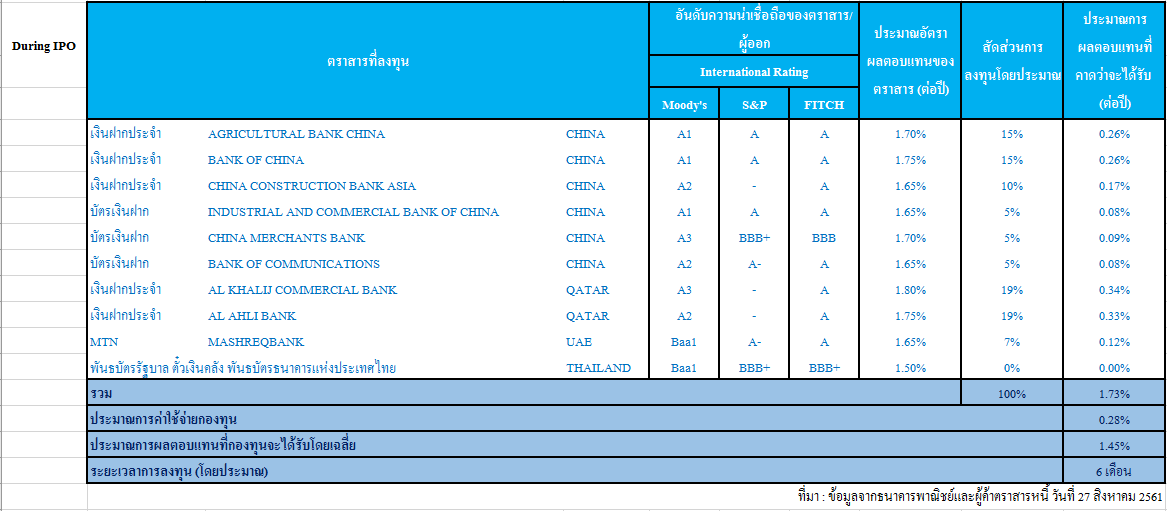 During IPO
ตราสารที่ลงทุน
อันดับความน่าเชื่อถือของตราสาร/
ผู้ออก
International Rating
Moody's S&P FITCH
ประมาณอัตรา
ผลตอบแทนของ
ตราสาร (ต่อปี)
สัดส่วนการ
ลงทุนโดยประมาณ
ประมาณการ
ผลตอบแทนที่
คาดว่าจะได้รับ
(ต่อปี)
เงินฝากประจำ AGRICULTURAL BANK CHINA CHINA A1 A A 1.70% 15% 0.26%
เงินฝากประจำ BANK OF CHINA CHINA A1 A A 1.75% 15% 0.26%
เงินฝากประจำ CHINA CONSTRUCTION BANK ASIA CHINA A2 - A 1.65% 10% 0.17%
บัตรเงินฝาก INDUSTRIAL AND COMMERCIAL BANK OF CHINA CHINA A1 A A 1.65% 5% 0.08%
บัตรเงินฝาก CHINA MERCHANTS BANK CHINA A3 BBB+ BBB 1.70% 5% 0.09%
บัตรเงินฝาก BANK OF COMMUNICATIONS CHINA A2 A- A 1.65% 5% 0.08%
เงินฝากประจำ AL KHALIJ COMMERCIAL BANK QATAR A3 - A 1.80% 19% 0.34%
เงินฝากประจำ AL AHLI BANK QATAR A2 - A 1.75% 19% 0.33%
MTN MASHREQBANK UAE Baa1 A- A 1.65% 7% 0.12%
พันธบัตรรัฐบาล ตั๋วเงินคลัง พันธบัตรธนาคารแห่งประเทศไทย THAILAND Baa1 BBB+ BBB+ 1.50% 0% 0.00%
รวม 100% 1.73%
ประมาณการค่าใช้จ่ายกองทุน 0.28%
ประมาณการผลตอบแทนที่กองทุนจะได้รับโดยเฉลี่ย 1.45%
ระยะเวลาการลงทุน (โดยประมาณ) 6 เดือน
ที่มา : ข้อมูลจากธนาคารพาณิชย์และผู้ค้าตราสารหนี้ วันที่ 27 สิงหาคม 2561